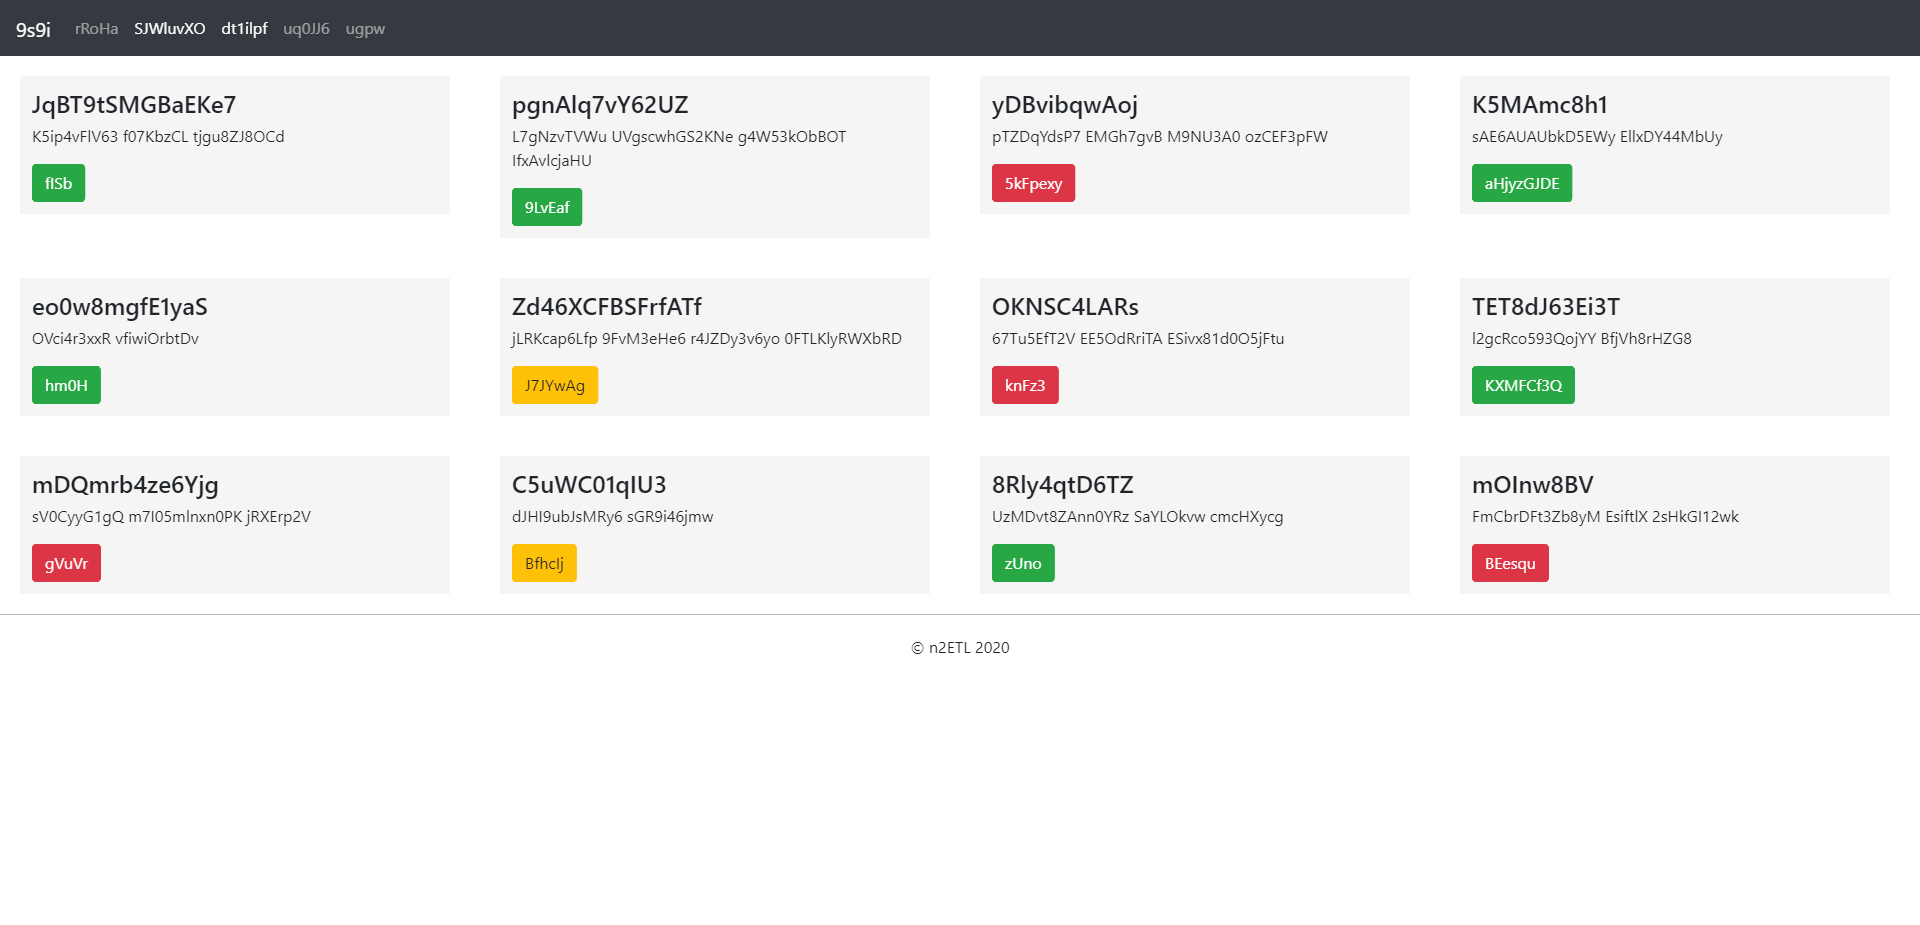 9s9i rRoHa SJWluvXO dt1ilpf uq0JJ6 ugpw
JqBT9tSMGBaEKe7
K5ip4vFlV63 f07KbzCL tjgu8ZJ8OCd
fISb
pgnAlq7vY62UZ
L7gNzvTVWu UVgscwhGS2KNe g4W53kObBOT
IfxAvlcjaHU
9LvEaf
yDBvibqwAoj
pTZDqYdsP7 EMGh7gvB M9NU3A0 ozCEF3pFW
5kFpexy
K5MAmc8h1
sAE6AUAUbkD5EWy EllxDY44MbUy
aHjyzGJDE
eo0w8mgfE1yaS
OVci4r3xxR vfiwiOrbtDv
hm0H
Zd46XCFBSFrfATf
jLRKcap6Lfp 9FvM3eHe6 r4JZDy3v6yo 0FTLKlyRWXbRD
J7JYwAg
OKNSC4LARs
67Tu5EfT2V EE5OdRriTA ESivx81d0O5jFtu
knFz3
TET8dJ63Ei3T
l2gcRco593QojYY BfjVh8rHZG8
KXMFCf3Q
mDQmrb4ze6Yjg
sV0CyyG1gQ m7I05mlnxn0PK jRXErp2V
gVuVr
C5uWC01qIU3
dJHI9ubJsMRy6 sGR9i46jmw
BfhcIj
8Rly4qtD6TZ
UzMDvt8ZAnn0YRz SaYLOkvw cmcHXycg
zUno
mOInw8BV
FmCbrDFt3Zb8yM EsiftlX 2sHkGI12wk
BEesqu
© n2ETL 2020